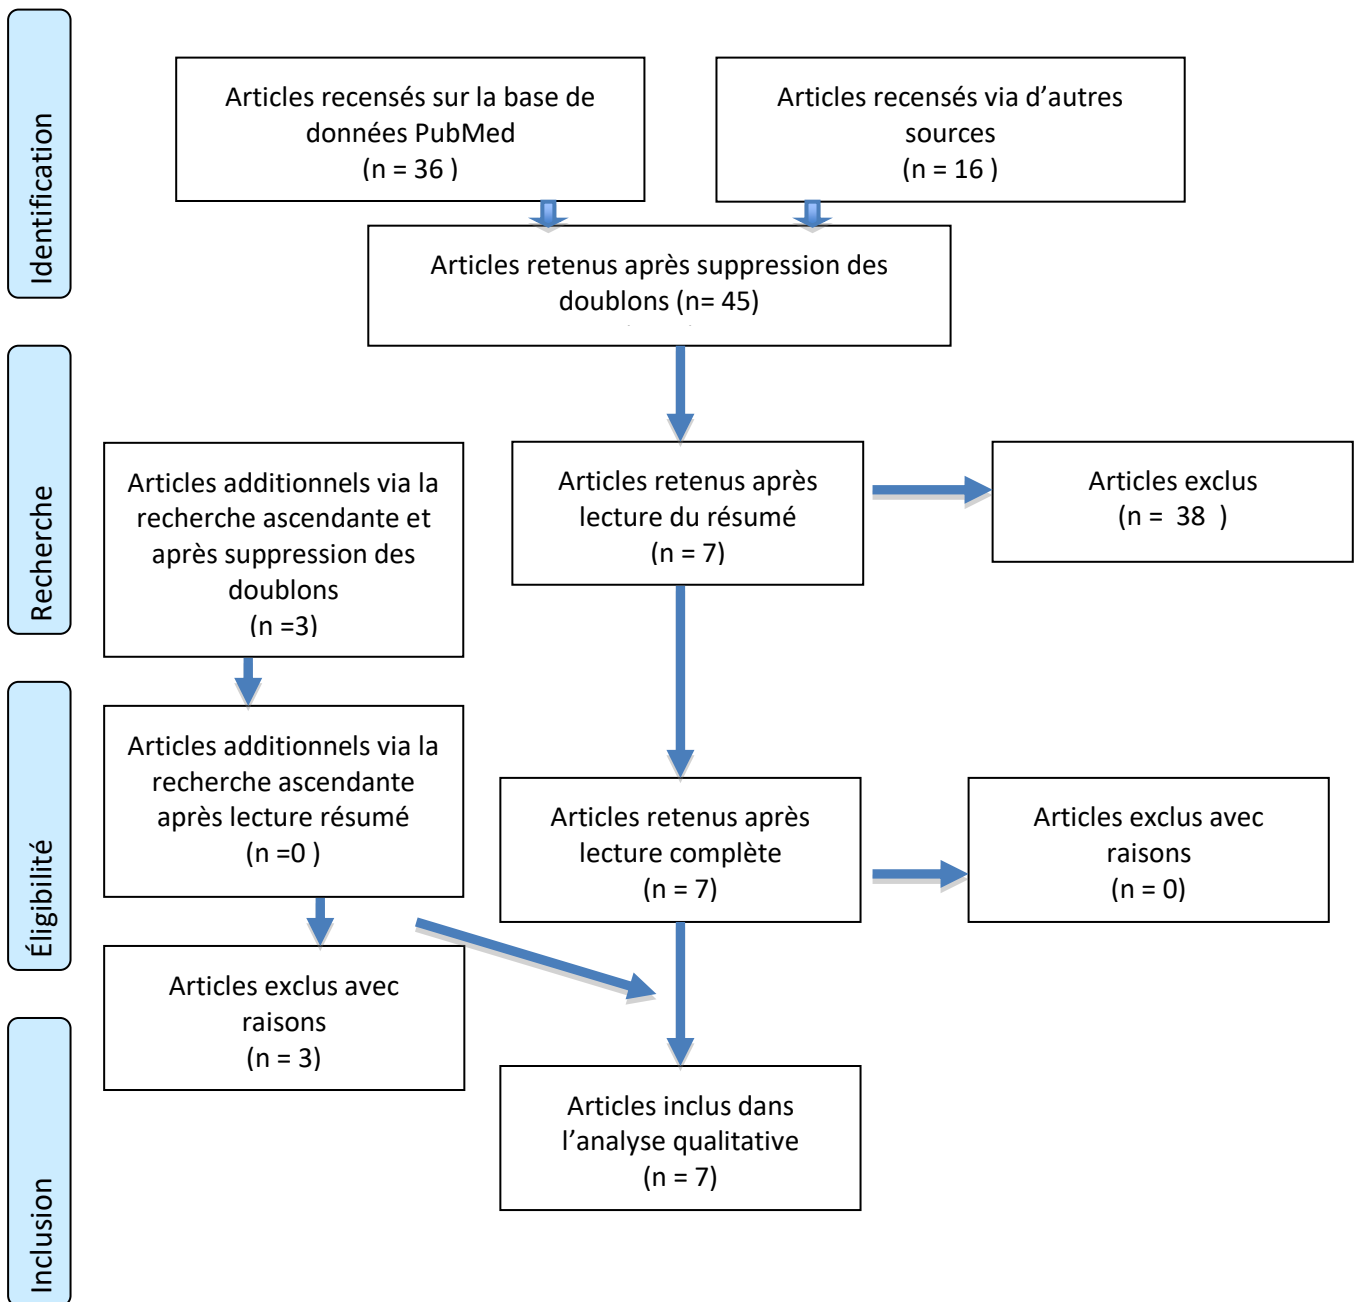 Identification
Articles recensés sur la base de
données PubMed
(n = 36 )
Articles recensés via d'autres
sources
(n = 16 )
Articles retenus après suppression des
doublons (n= 45)
Recherche
Articles additionnels via la
recherche ascendante et
après suppression des
doublons
(n =3)
Articles retenus après
lecture du résumé
(n = 7)
Articles exclus
(n = 38 )
Éligibilité
Articles additionnels via la
recherche ascendante
après lecture résumé
(n =0 )
Articles retenus après
lecture complète
(n = 7)
Articles exclus avec
raisons
(n = 0)
Articles exclus avec
raisons
(n = 3)
Inclusion
Articles inclus dans
l’analyse qualitative
(n = 7)